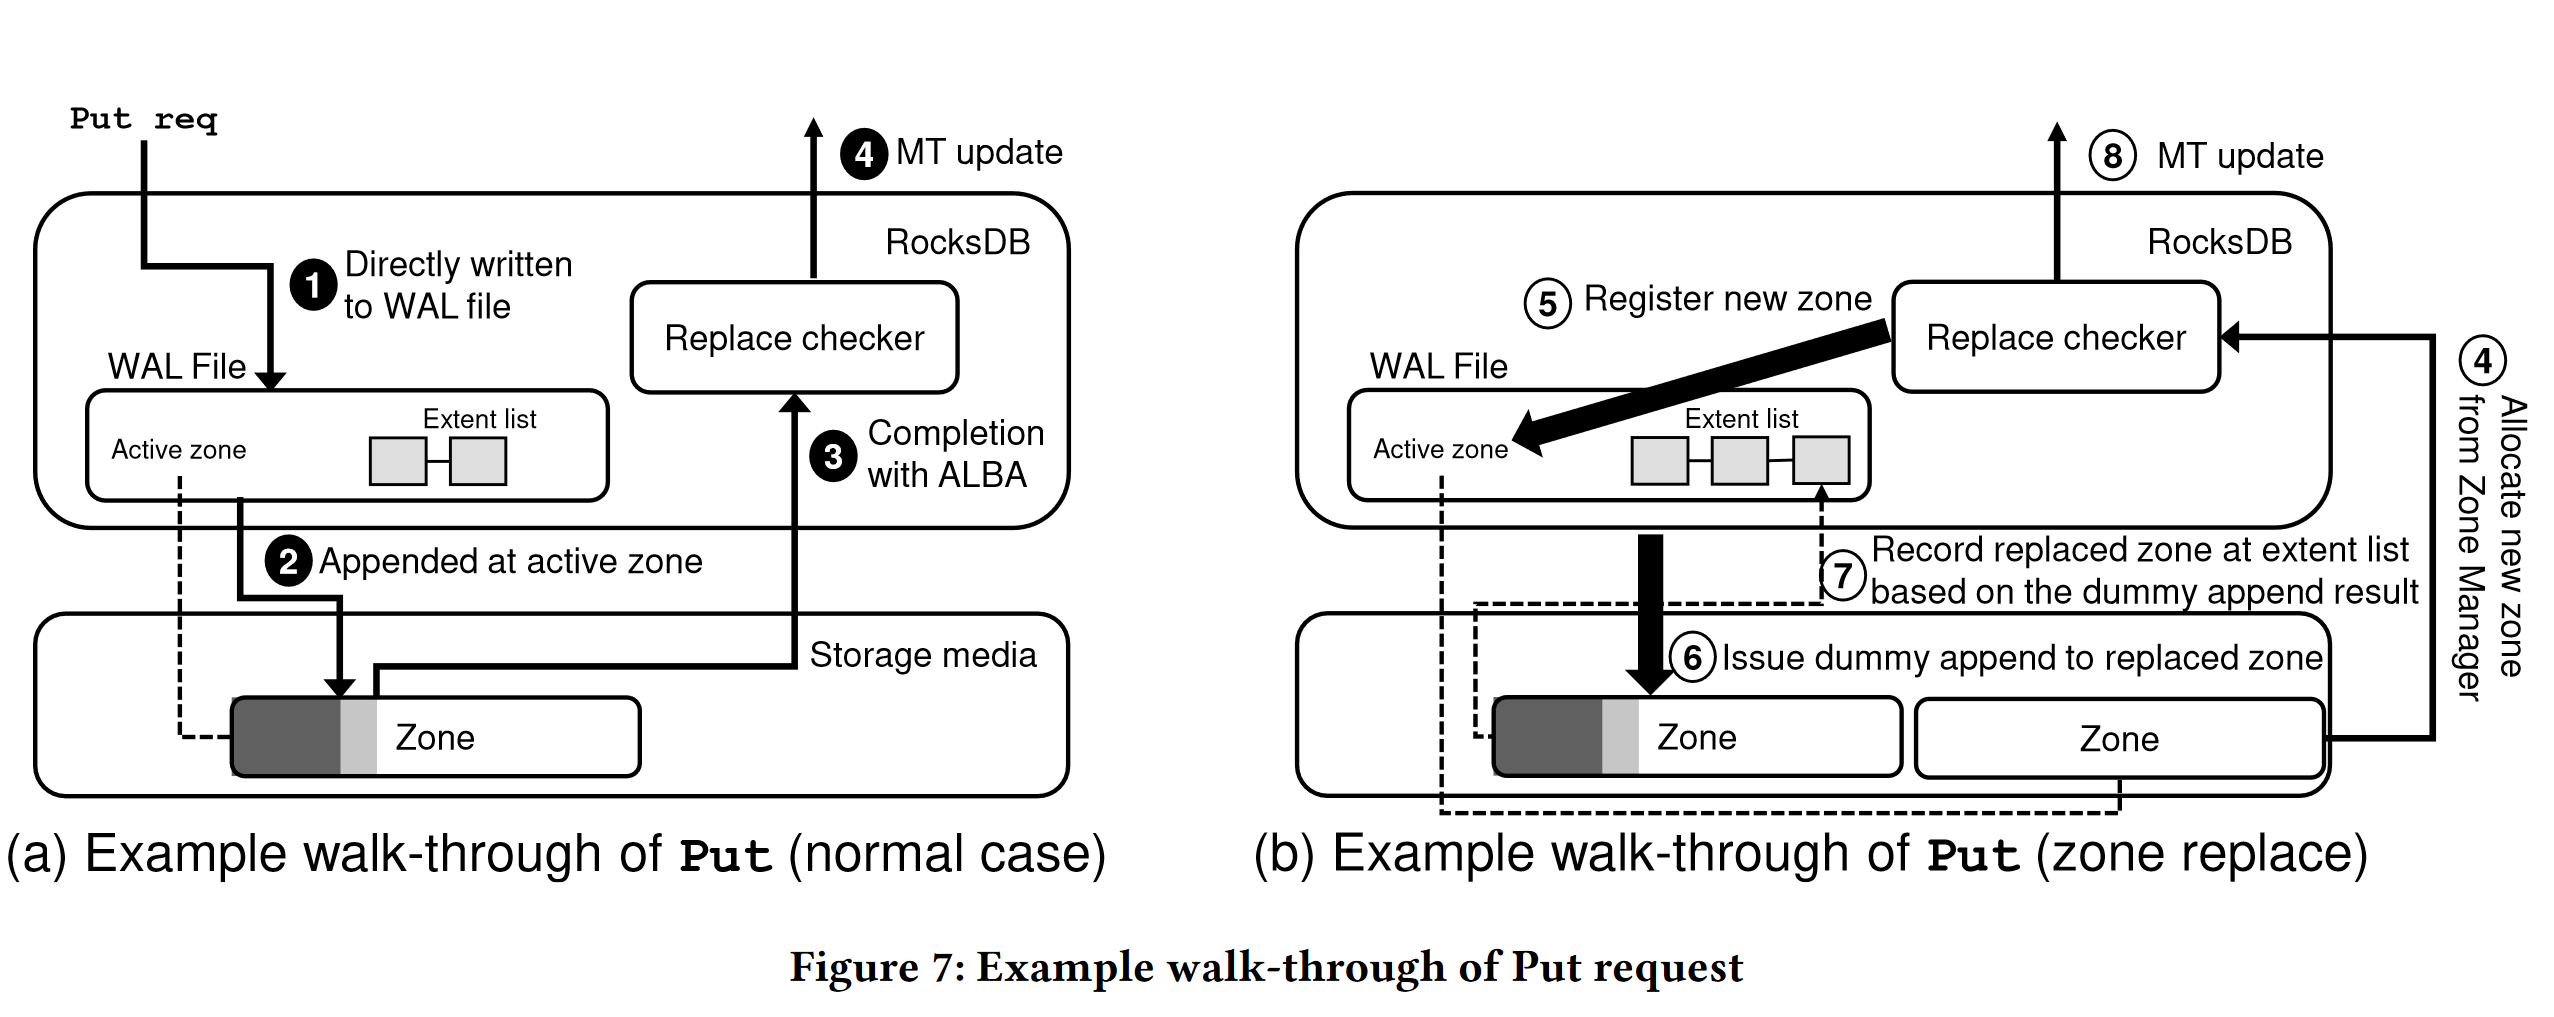 Put req
4 MT update
RocksDB
1 Directly written
to WAL file
Replace checker
WAL File
Extent list
Active zone
3 Completion
with ALBA
2 Appended at active zone
Storage media
Zone
(a) Example walk-through of Put (normal case)
8 MT update
RocksDB
5 Register new zone
Replace checker
WAL File
Extent list
Active zone
4 Allocate new zone
from Zone Manager
7 Record replaced zone at extent list
based on the dummy append result
6 Issue dummy append to replaced zone
Zone
Zone
(b) Example walk-through of Put (zone replace)
Figure 7: Example walk-through of Put request